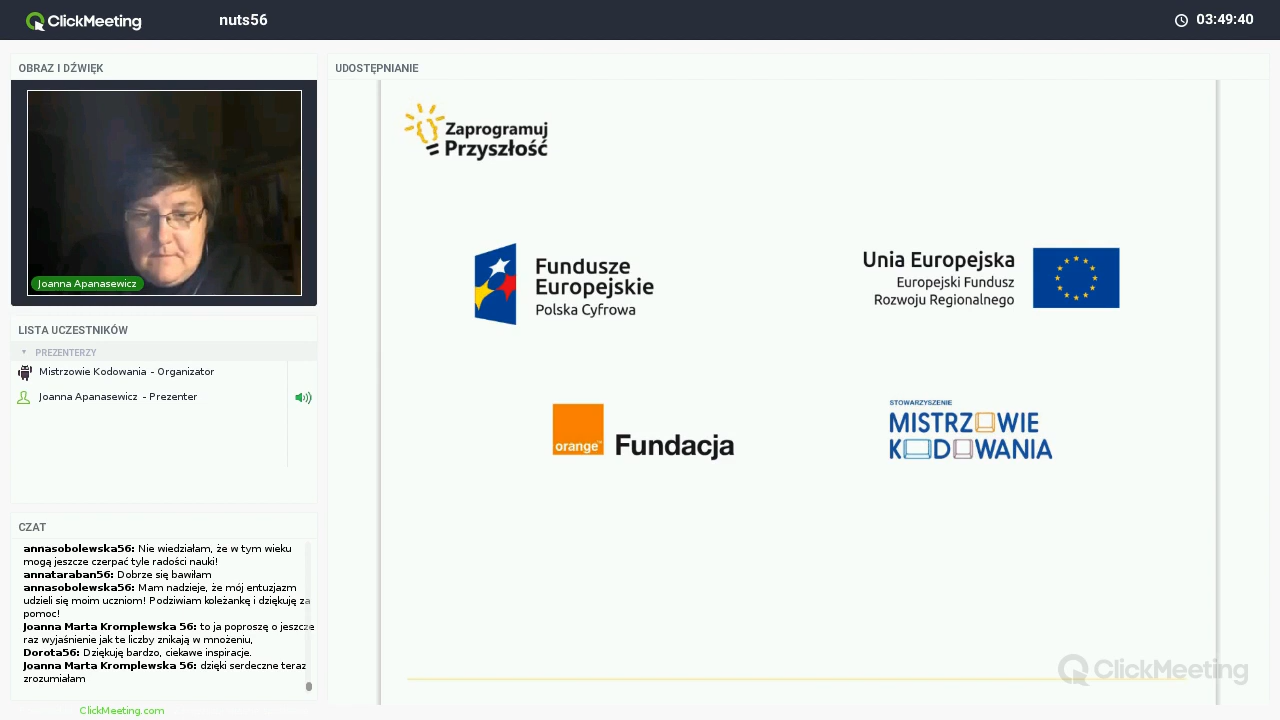 ClickMeeting
nuts56
03:49:40
OBRAZ I DŹWIĘK
Joanna Apanasewicz
LISTA UCZESTNIKÓW
PREZENTERZY
Mistrzowie Kodowania - Organizator
Joanna Apanasewicz - Prezenter
CZAT
annasobolewska56: Nie wiedziałam, że w tym wieku
mogą jeszcze czerpać tyle radości nauki!
annataraban56: Dobrze się bawiłam
annasobolewska56: Mam nadzieje, że mój entuzjazm
udzieli się moim uczniom! Podziwiam koleżankę i dziękuję za
pomoc!
Joanna Marta Kromplewska 56: to ja poproszę o jeszcze
raz wyjaśnienie jak te liczby znikają w mnożeniu,
Dorota56: Dziękuję bardzo, ciekawe inspiracje.
Joanna Marta Kromplewska 56: dzięki serdeczne teraz
zrozumiałam
ClickMeeting.com
UDOSTĘPNIANIE
Zaprogramuj
Przyszłość
Fundusze
Europejskie
Polska Cyfrowa
Unia Europejska
Europejski Fundusz
Rozwoju Regionalnego
orange™
Fundacja
STOWARZYSZENIE
MISTRZOWIE
KODOWANIA
ClickMeeting